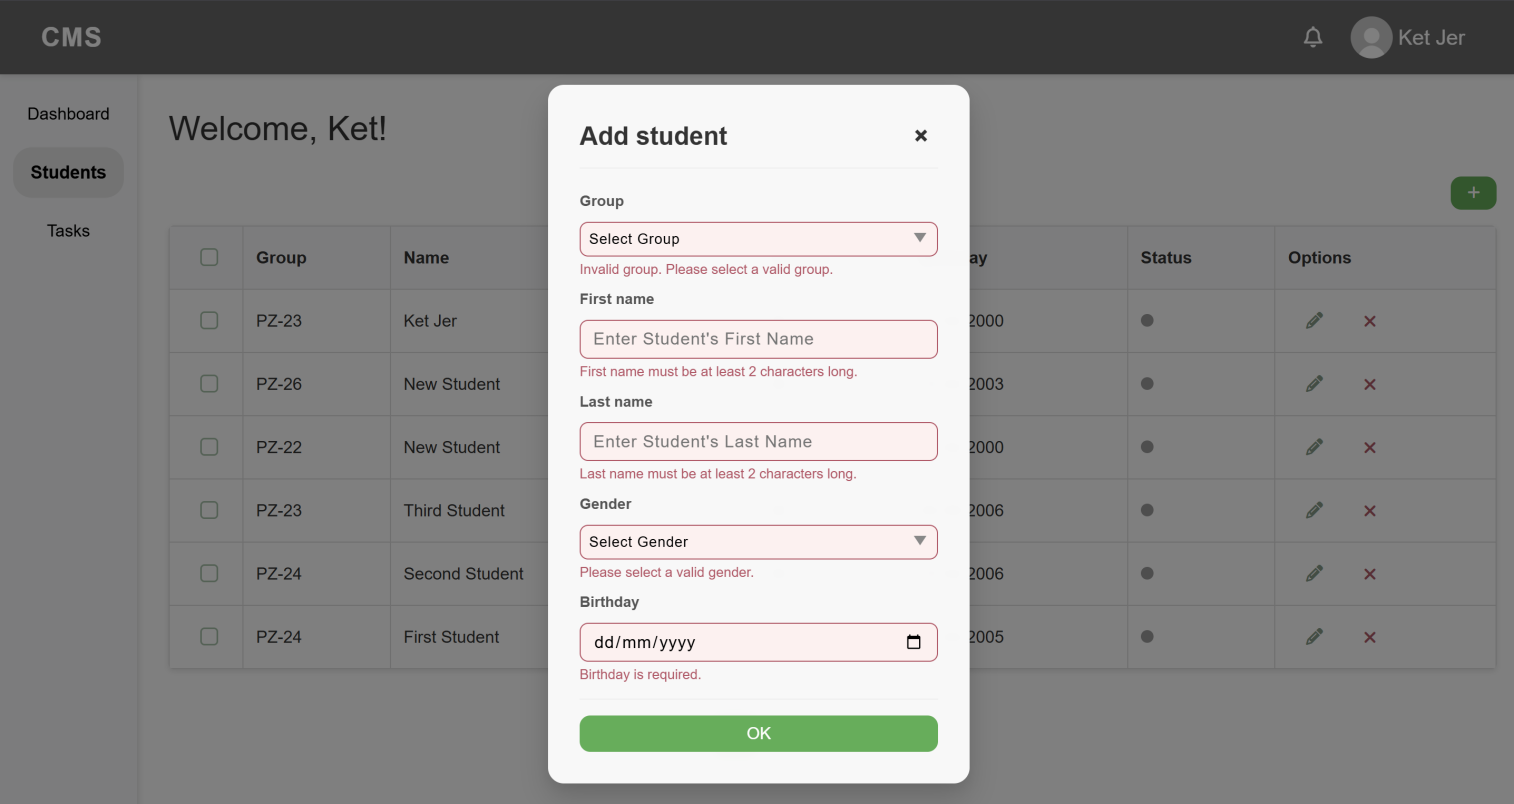 CMS
Ket Jer
Dashboard
Students
Tasks
Welcome, Ket!
+
Group Name ay Status Options
PZ-23 Ket Jer 2000
PZ-26 New Student 2003
PZ-22 New Student 2000
PZ-23 Third Student 2006
PZ-24 Second Student 2006
PZ-24 First Student 2005
Add student
Group
Select Group
Invalid group. Please select a valid group.
First name
Enter Student's First Name
First name must be at least 2 characters long.
Last name
Enter Student's Last Name
Last name must be at least 2 characters long.
Gender
Select Gender
Please select a valid gender.
Birthday
dd/mm/yyyy
Birthday is required.
OK